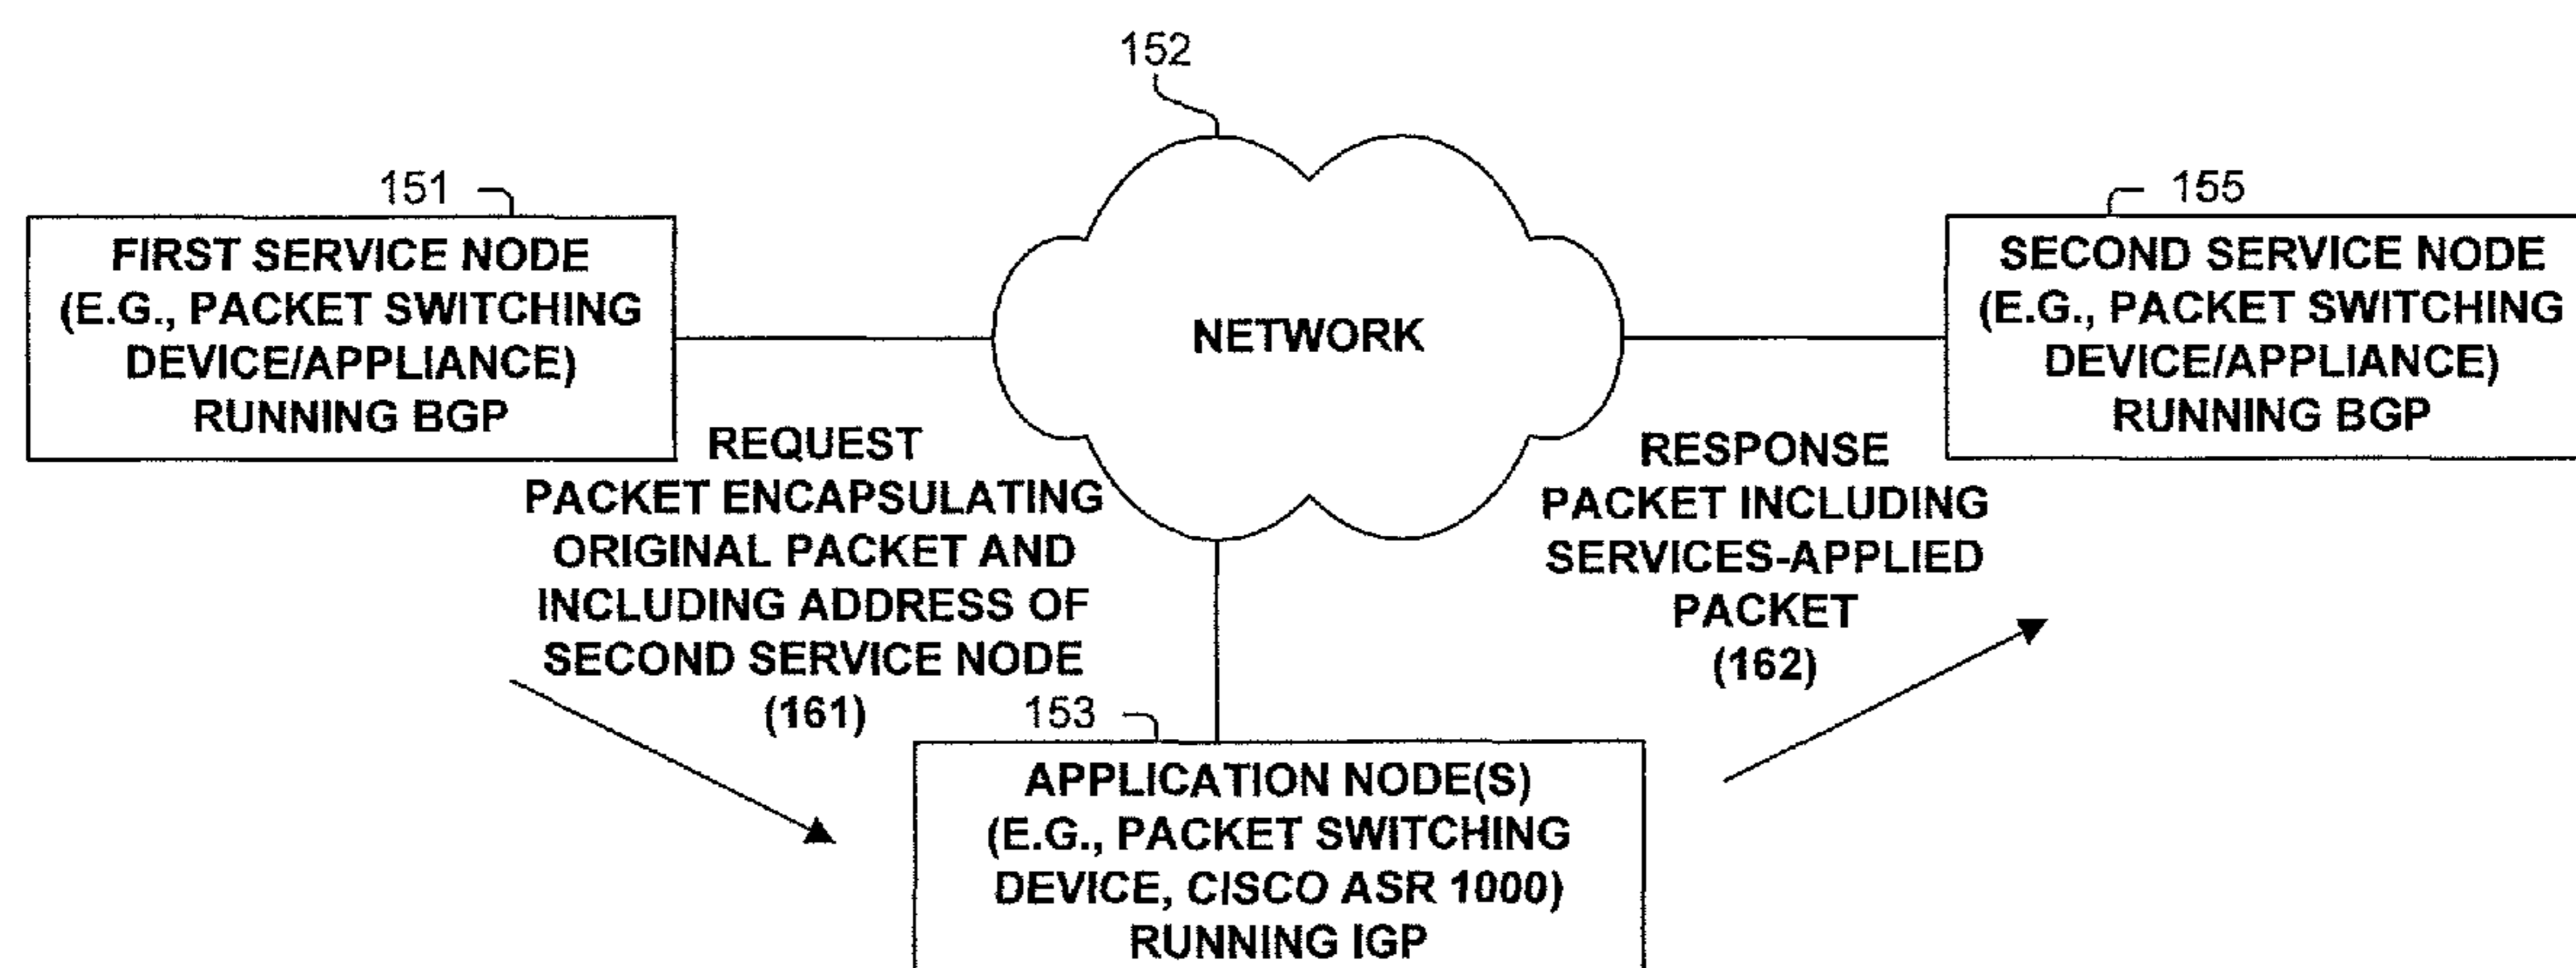 152
151
FIRST SERVICE NODE
(E.G., PACKET SWITCHING
DEVICE/APPLIANCE)
RUNNING BGP
NETWORK
155
SECOND SERVICE NODE
(E.G., PACKET SWITCHING
DEVICE/APPLIANCE)
RUNNING BGP
REQUEST
PACKET ENCAPSULATING
ORIGINAL PACKET AND
INCLUDING ADDRESS OF
SECOND SERVICE NODE
(161)
RESPONSE
PACKET INCLUDING
SERVICES-APPLIED
PACKET
(162)
153
APPLICATION NODE(S)
(E.G., PACKET SWITCHING
DEVICE, CISCO ASR 1000)
RUNNING IGP